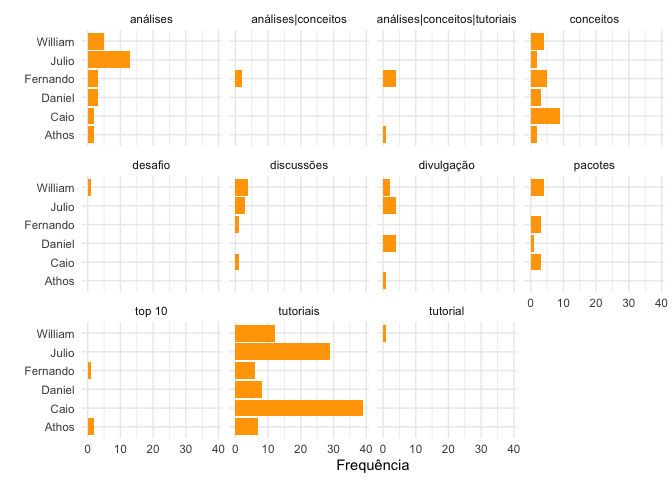 análises análises|conceitos análises|conceitos|tutoriais conceitos
William
Julio
Fernando
Daniel
Caio
Athos
desafio discussões divulgação pacotes
William
Julio
Fernando
Daniel
Caio
Athos
0 10 20 30 40
top 10 tutoriais tutorial
William
Julio
Fernando
Daniel
Caio
Athos
0 10 20 30 40 0 10 20 30 40 0 10 20 30 40
Frequência